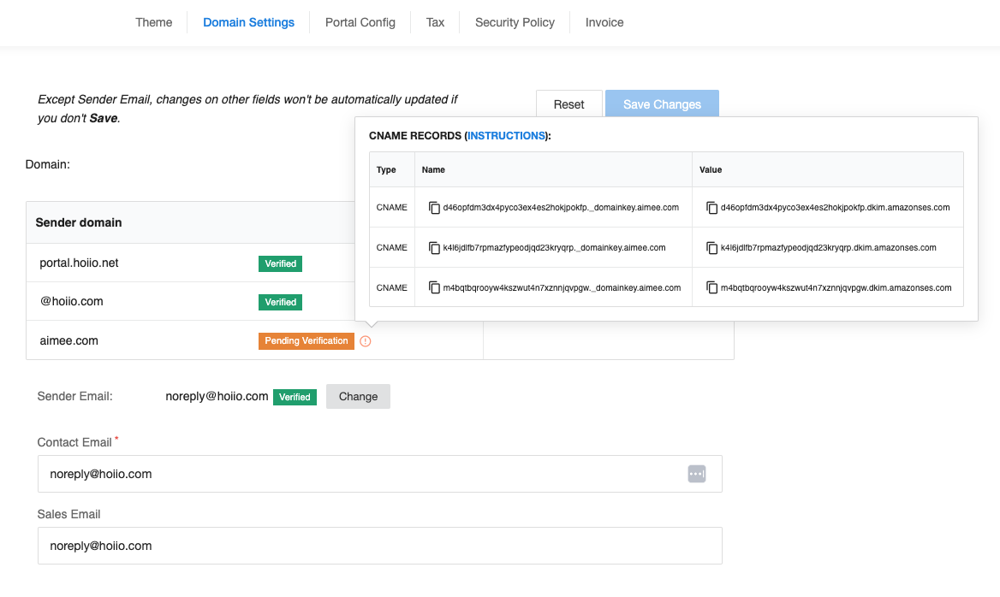 Theme Domain Settings Portal Config Tax Security Policy Invoice
Except Sender Email, changes on other fields won't be automatically updated if
you don't Save.
Reset Save Changes
CNAME RECORDS (INSTRUCTIONS):
Type Name Value
CNAME d46opfdm3dx4pyco3ex4es2hokjpokfp._domainkey.aimee.com d46opfdm3dx4pyco3ex4es2hokjpokfp.dkim.amazonses.com
CNAME k4l6jdlfb7rpmazfypeodjqd23kryqrp._domainkey.aimee.com k4l6jdlfb7rpmazfypeodjqd23kryqrp.dkim.amazonses.com
CNAME m4bqtbqrooyw4kszwut4n7xznnjqvpgw._domainkey.aimee.com m4bqtbqrooyw4kszwut4n7xznnjqvpgw.dkim.amazonses.com
Domain:
Sender domain
portal.hoiio.net Verified
@hoiio.com Verified
aimee.com Pending Verification
Sender Email: noreply@hoiio.com Verified Change
Contact Email *
noreply@hoiio.com
Sales Email
noreply@hoiio.com